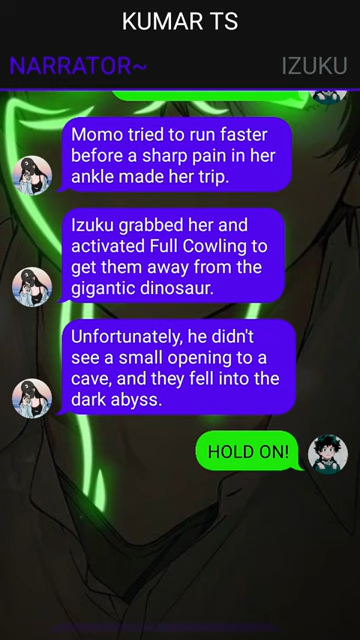 KUMAR TS
NARRATOR~ IZUKU
Momo tried to run faster
before a sharp pain in her
ankle made her trip.
Izuku grabbed her and
activated Full Cowling to
get them away from the
gigantic dinosaur.
Unfortunately, he didn't
see a small opening to a
cave, and they fell into the
dark abyss.
HOLD ON!